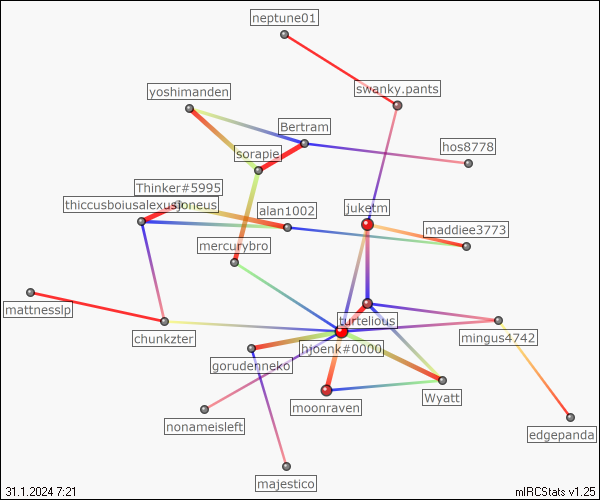 neptune01
swanky.pants
yoshimanden
Bertram
hos8778
sorapie
Thinker#5995
thiccusboiusalexusjoneus
alan1002
juketm
maddiee3773
mercurybro
mattnesslp
turtelious
chunkzter
mingus4742
hjoenk#0000
gorudenneko
Wyatt
moonraven
nonameisleft
edgepanda
majestico
31.1.2024 7:21
mIRCStats v1.25